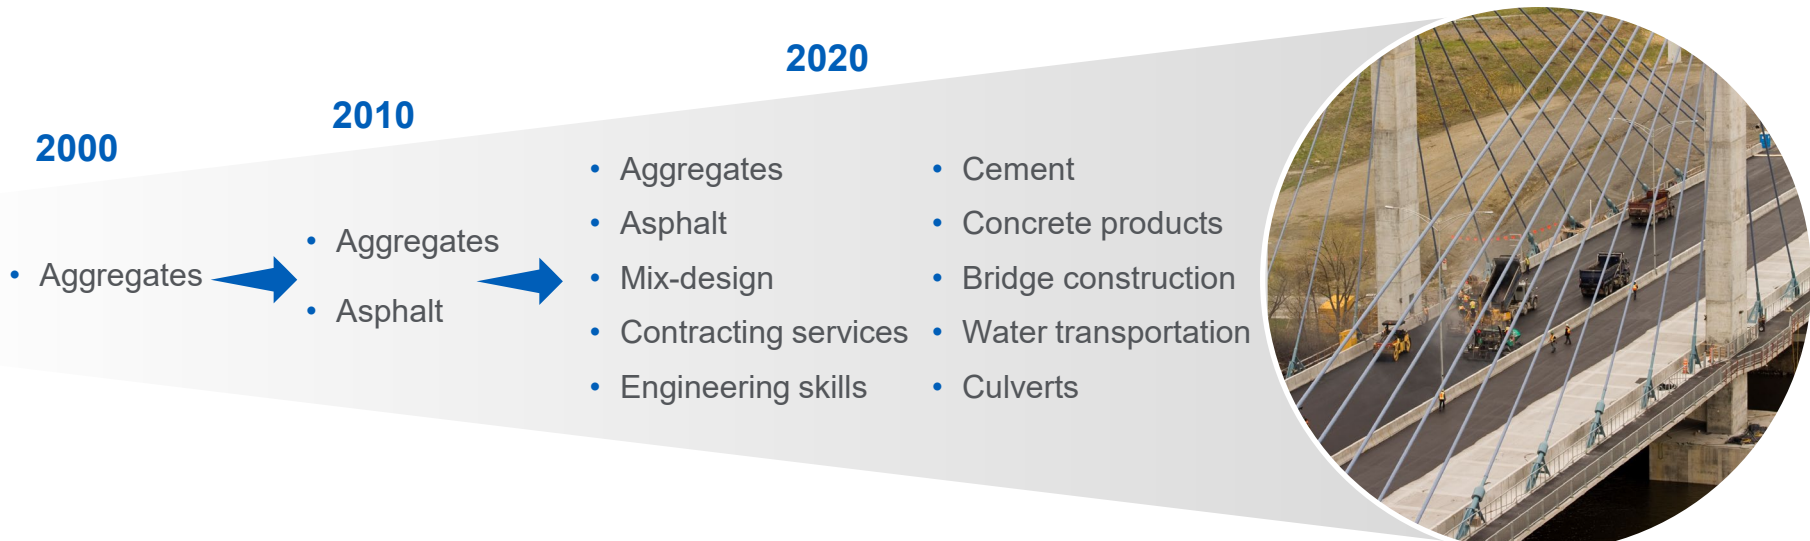 2000
• Aggregates
2010
• Aggregates
• Asphalt
2020
• Aggregates
• Asphalt
• Mix-design
• Contracting services
• Engineering skills
• Cement
• Concrete products
• Bridge construction
• Water transportation
• Culverts